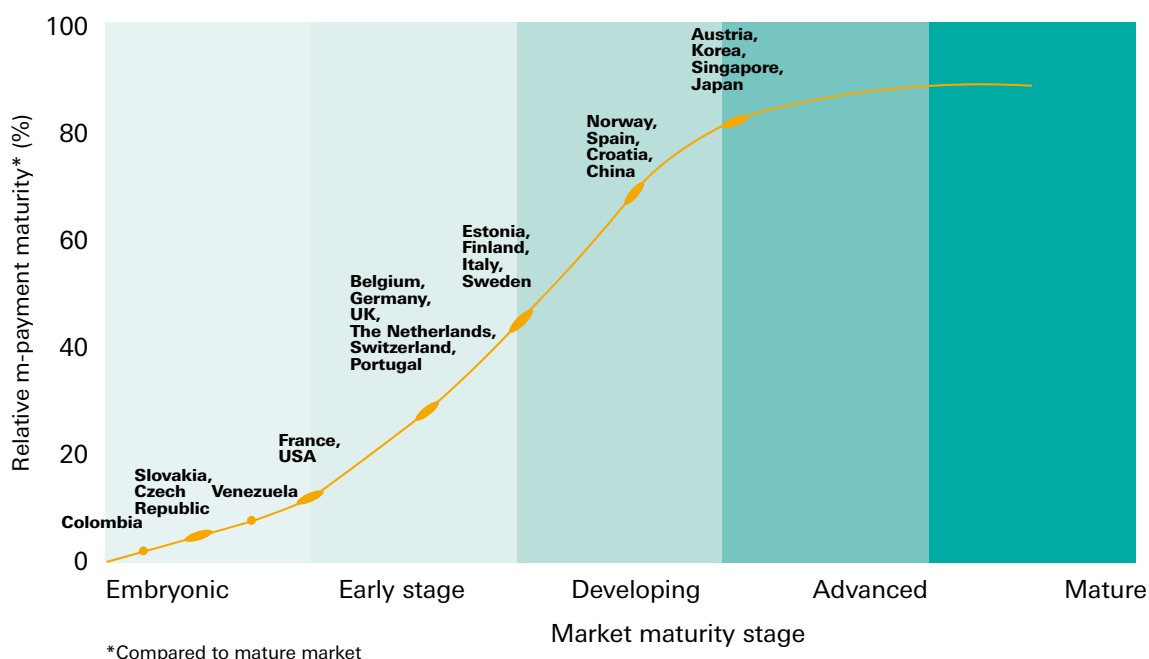 Relative m-payment maturity* (%)
100
80
60
40
20
0
Austria,
Korea,
Singapore,
Japan
Norway,
Spain,
Croatia,
China
Estonia,
Finland,
Italy,
Sweden
Belgium,
Germany,
UK,
The Netherlands,
Switzerland,
Portugal
France,
USA
Slovakia,
Czech
Republic
Venezuela
Colombia
Embryonic
Early stage
Developing
Advanced
Mature
Market maturity stage
*Compared to mature market